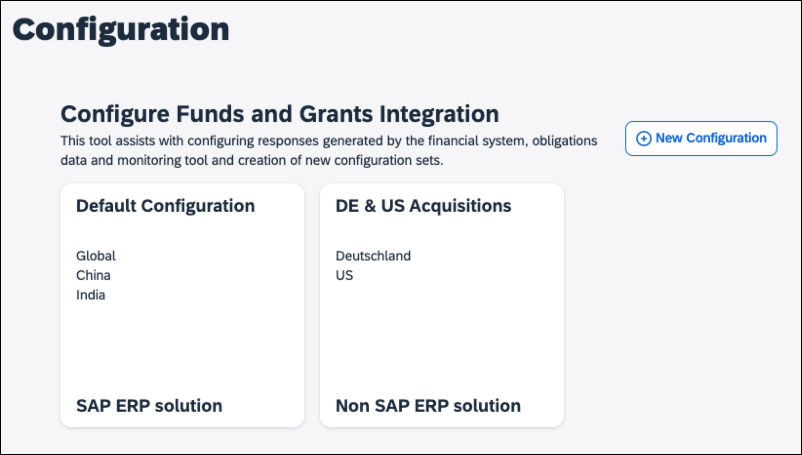 Configuration
Configure Funds and Grants Integration
This tool assists with configuring responses generated by the financial system, obligations
data and monitoring tool and creation of new configuration sets.
New Configuration
Default Configuration
Global
China
India
SAP ERP solution
DE & US Acquisitions
Deutschland
US
Non SAP ERP solution